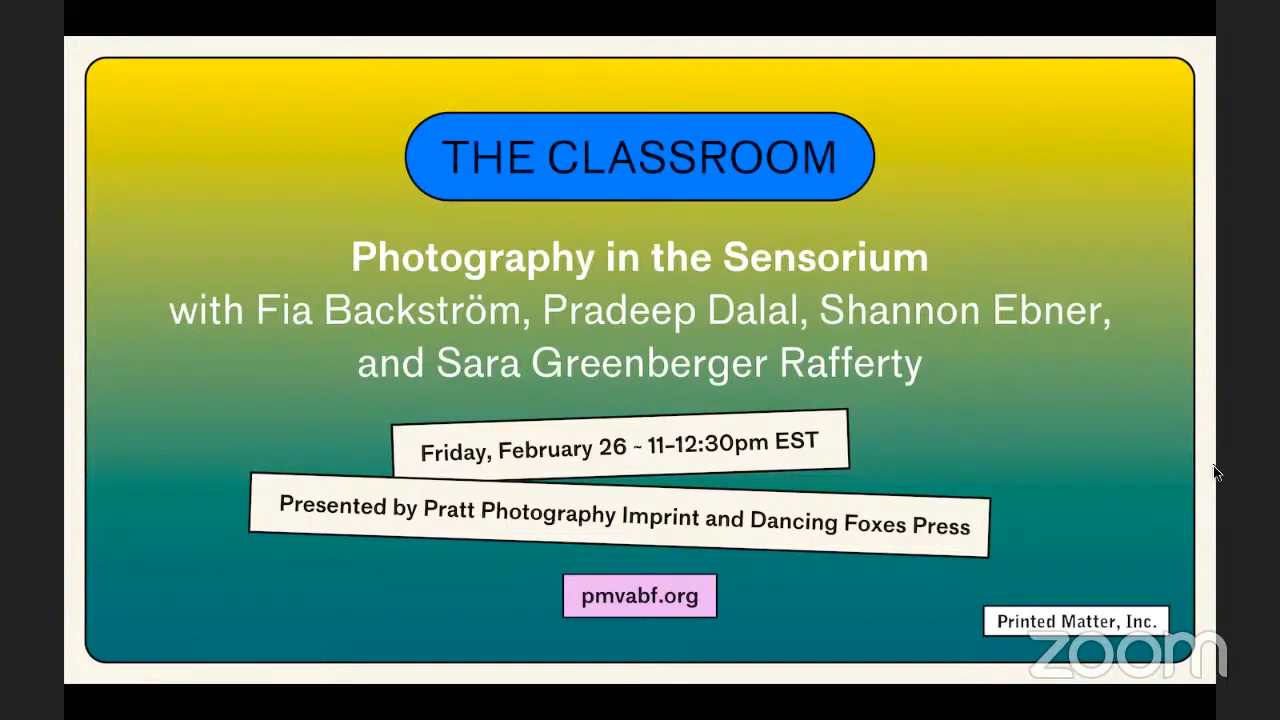 THE CLASSROOM
Photography in the Sensorium
with Fia Backström, Pradeep Dalal, Shannon Ebner,
and Sara Greenberger Rafferty
Friday, February 26 ~ 11–12:30pm EST
Presented by Pratt Photography Imprint and Dancing Foxes Press
pmvabf.org
Printed Matter, Inc.
zoom